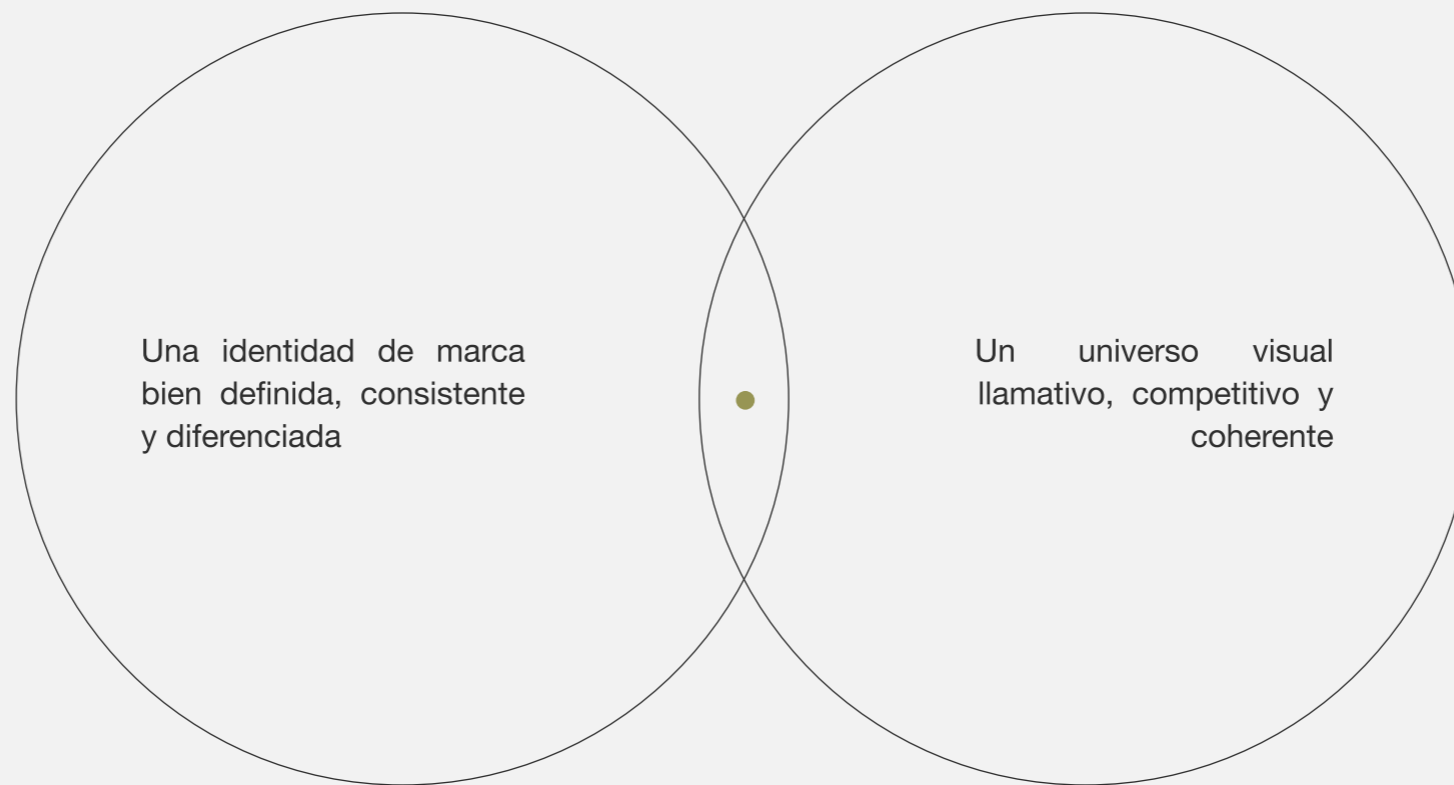 Una identidad de marca
bien definida, consistente
y diferenciada
Un universo visual
llamativo, competitivo y
coherente